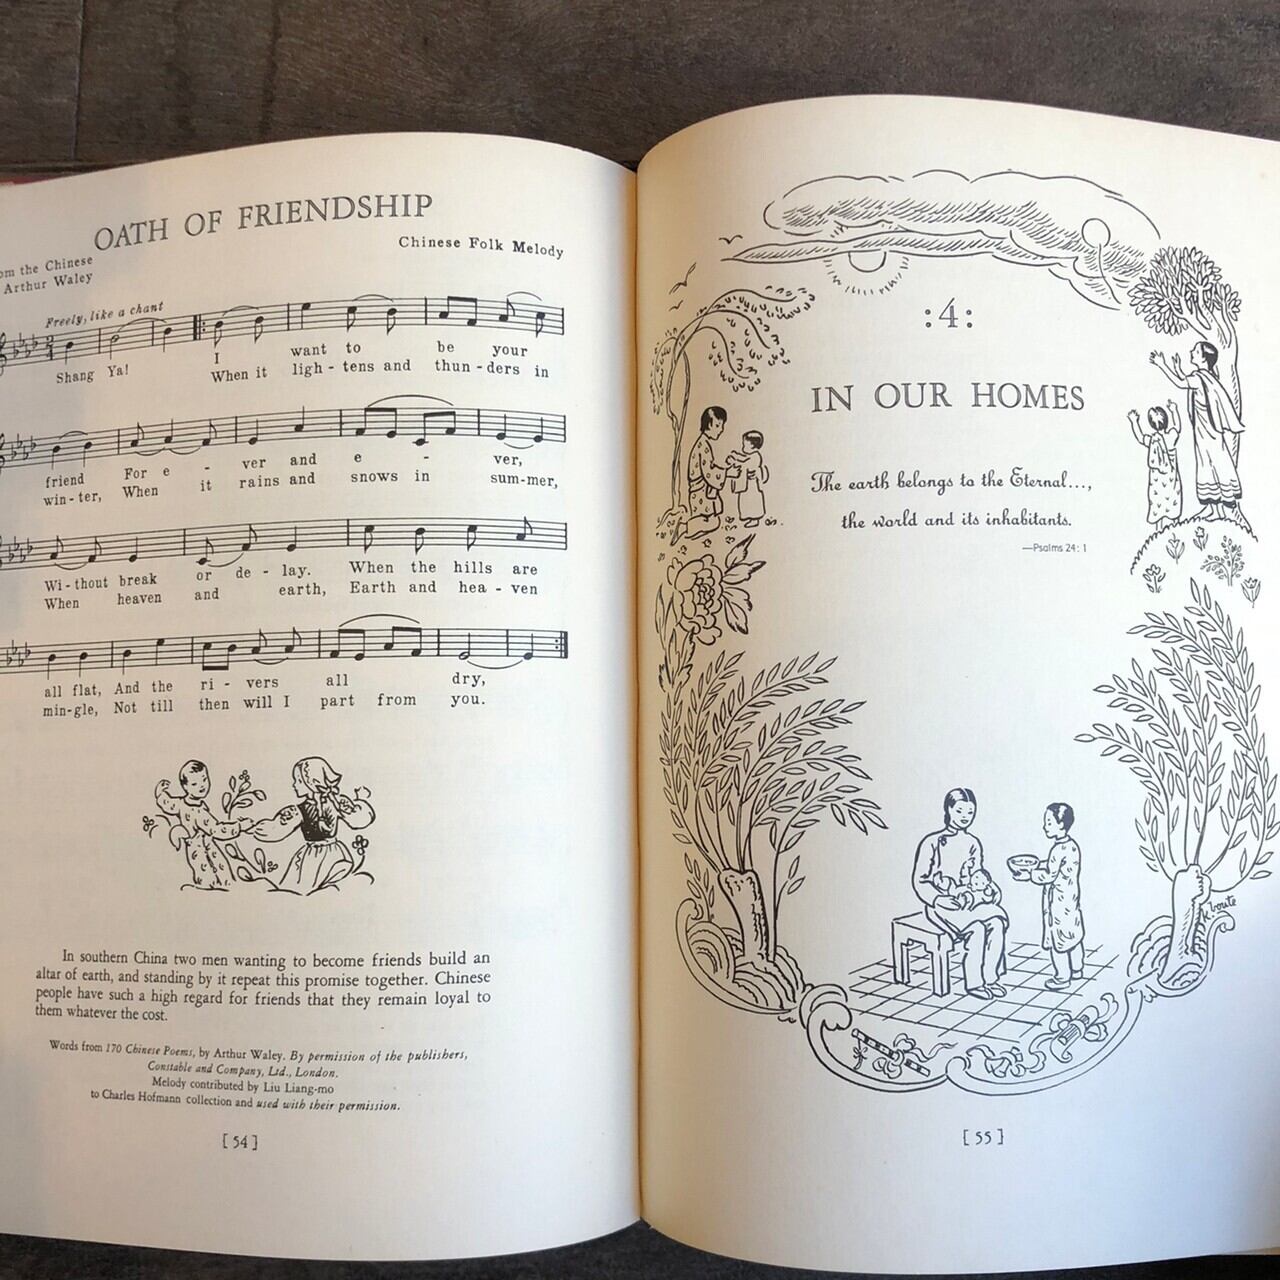 OATH OF FRIENDSHIP
Chinese Folk Melody
the Chinese
Arthur Waley
Freely, like a chant
I want to be your
Shang Ya! When it ligh - tens and thun - ders in
friend For e - ver and e - ver,
win - ter, When it rains and snows in sum - mer,
Wi - thout break or de - lay. When the hills are
When heaven and earth, Earth and hea - ven
all flat, And the ri - vers all dry,
min - gle, Not till then will I part from you.
In southern China two men wanting to become friends build an
altar of earth, and standing by it repeat this promise together. Chinese
people have such a high regard for friends that they remain loyal to
them whatever the cost.
Words from 170 Chinese Poems, by Arthur Waley. By permission of the publishers,
Constable and Company, Ltd., London.
Melody contributed by Liu Liang-mo
to Charles Hofmann collection and used with their permission.
[ 54 ]
:4:
IN OUR HOMES
The earth belongs to the Eternal...,
the world and its inhabitants.
—Psalms 24:1
K. Voute
[ 55 ]